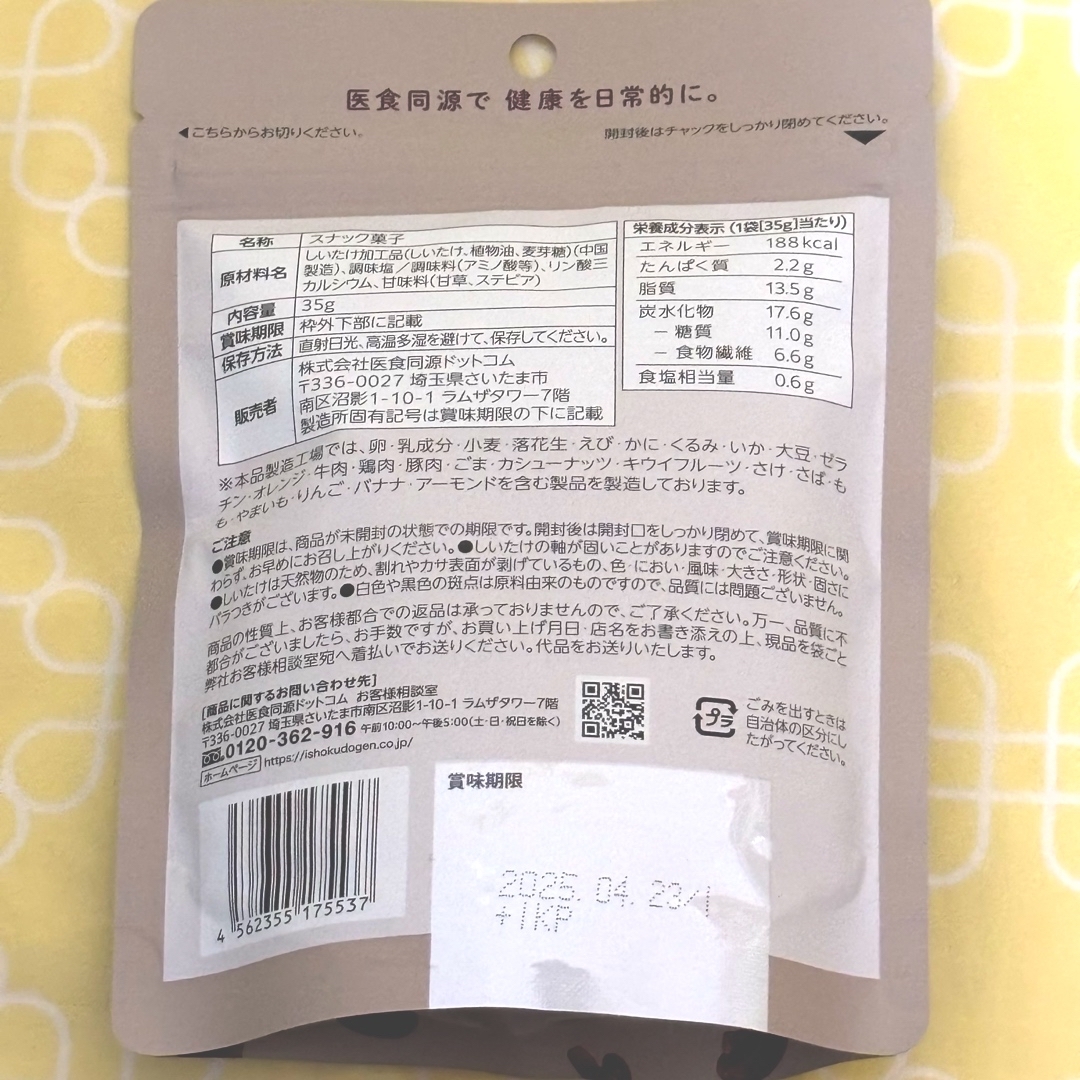 医食同源で 健康を日常的に。
◀こちらからお切りください。
開封後はチャックをしっかり閉めてください。
名称 スナック菓子
原材料名 しいたけ加工品(しいたけ、植物油、麦芽糖)(中国
製造)、調味塩／調味料(アミノ酸等)、リン酸三
カルシウム、甘味料(甘草、ステビア)
内容量 35g
賞味期限 枠外下部に記載
保存方法 直射日光、高温多湿を避けて、保存してください。
販売者 株式会社医食同源ドットコム
〒336-0027 埼玉県さいたま市
南区沼影1-10-1 ラムザタワー7階
製造所固有記号は賞味期限の下に記載
栄養成分表示 (1袋[35g]当たり)
エネルギー 188kcal
たんぱく質 2.2g
脂質 13.5g
炭水化物 17.6g
− 糖質 11.0g
− 食物繊維 6.6g
食塩相当量 0.6g
※本品製造工場では、卵・乳成分・小麦・落花生・えび・かに・くるみ・いか・大豆・ゼラ
チン・オレンジ・牛肉・鶏肉・豚肉・ごま・カシューナッツ・キウイフルーツ・さけ・さば・も
も・やまいも・りんご・バナナ・アーモンドを含む製品を製造しております。
ご注意
●賞味期限は、商品が未開封の状態での期限です。開封後は開封口をしっかり閉めて、賞味期限に関
わらず、お早めにお召し上がりください。●しいたけの軸が固いことがありますのでご注意ください。
●しいたけは天然物のため、割れやカサ表面が剥げているもの、色・におい・風味・大きさ・形状・固さに
バラつきがございます。●白色や黒色の斑点は原料由来のものですので、品質には問題ございません。
商品の性質上、お客様都合での返品は承っておりませんので、ご了承ください。万一、品質に不
都合がございましたら、お手数ですが、お買い上げ月日・店名をお書き添えの上、現品を袋ごと
弊社お客様相談室宛へ着払いでお送りください。代品をお送りいたします。
[商品に関するお問い合わせ先]
株式会社医食同源ドットコム お客様相談室
〒336-0027 埼玉県さいたま市南区沼影1-10-1 ラムザタワー7階
0120-362-916 午前10:00〜午後5:00(土・日・祝日を除く)
ホームページ https://ishokudogen.co.jp/
プラ
ごみを出すときは
自治体の区分にし
たがってください。
4 562355 175537
賞味期限
2025.04.23/1
+1KP